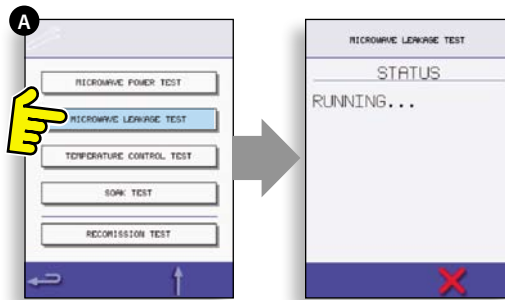 A
MICROWAVE POWER TEST
MICROWAVE LEAKAGE TEST
TEMPERATURE CONTROL TEST
SOAK TEST
RECOMISSION TEST
MICROWAVE LEAKAGE TEST
STATUS
RUNNING...